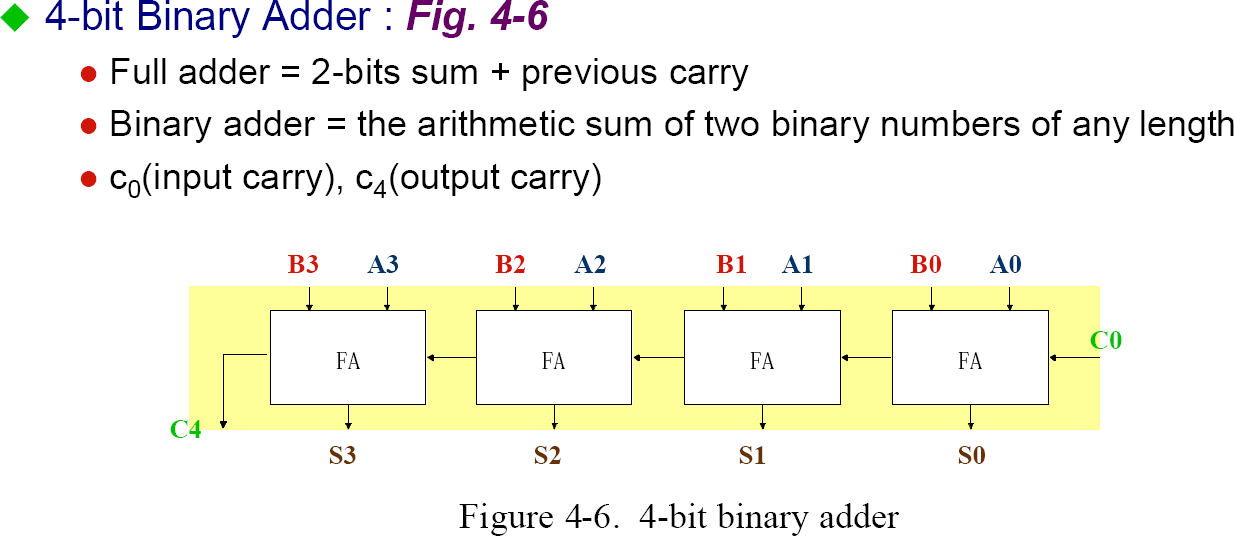 4-bit Binary Adder : Fig. 4-6
Full adder = 2-bits sum + previous carry
Binary adder = the arithmetic sum of two binary numbers of any length
c0(input carry), c4(output carry)
B3 A3 B2 A2 B1 A1 B0 A0
C0
FA FA FA FA
C4
S3 S2 S1 S0
Figure 4-6. 4-bit binary adder